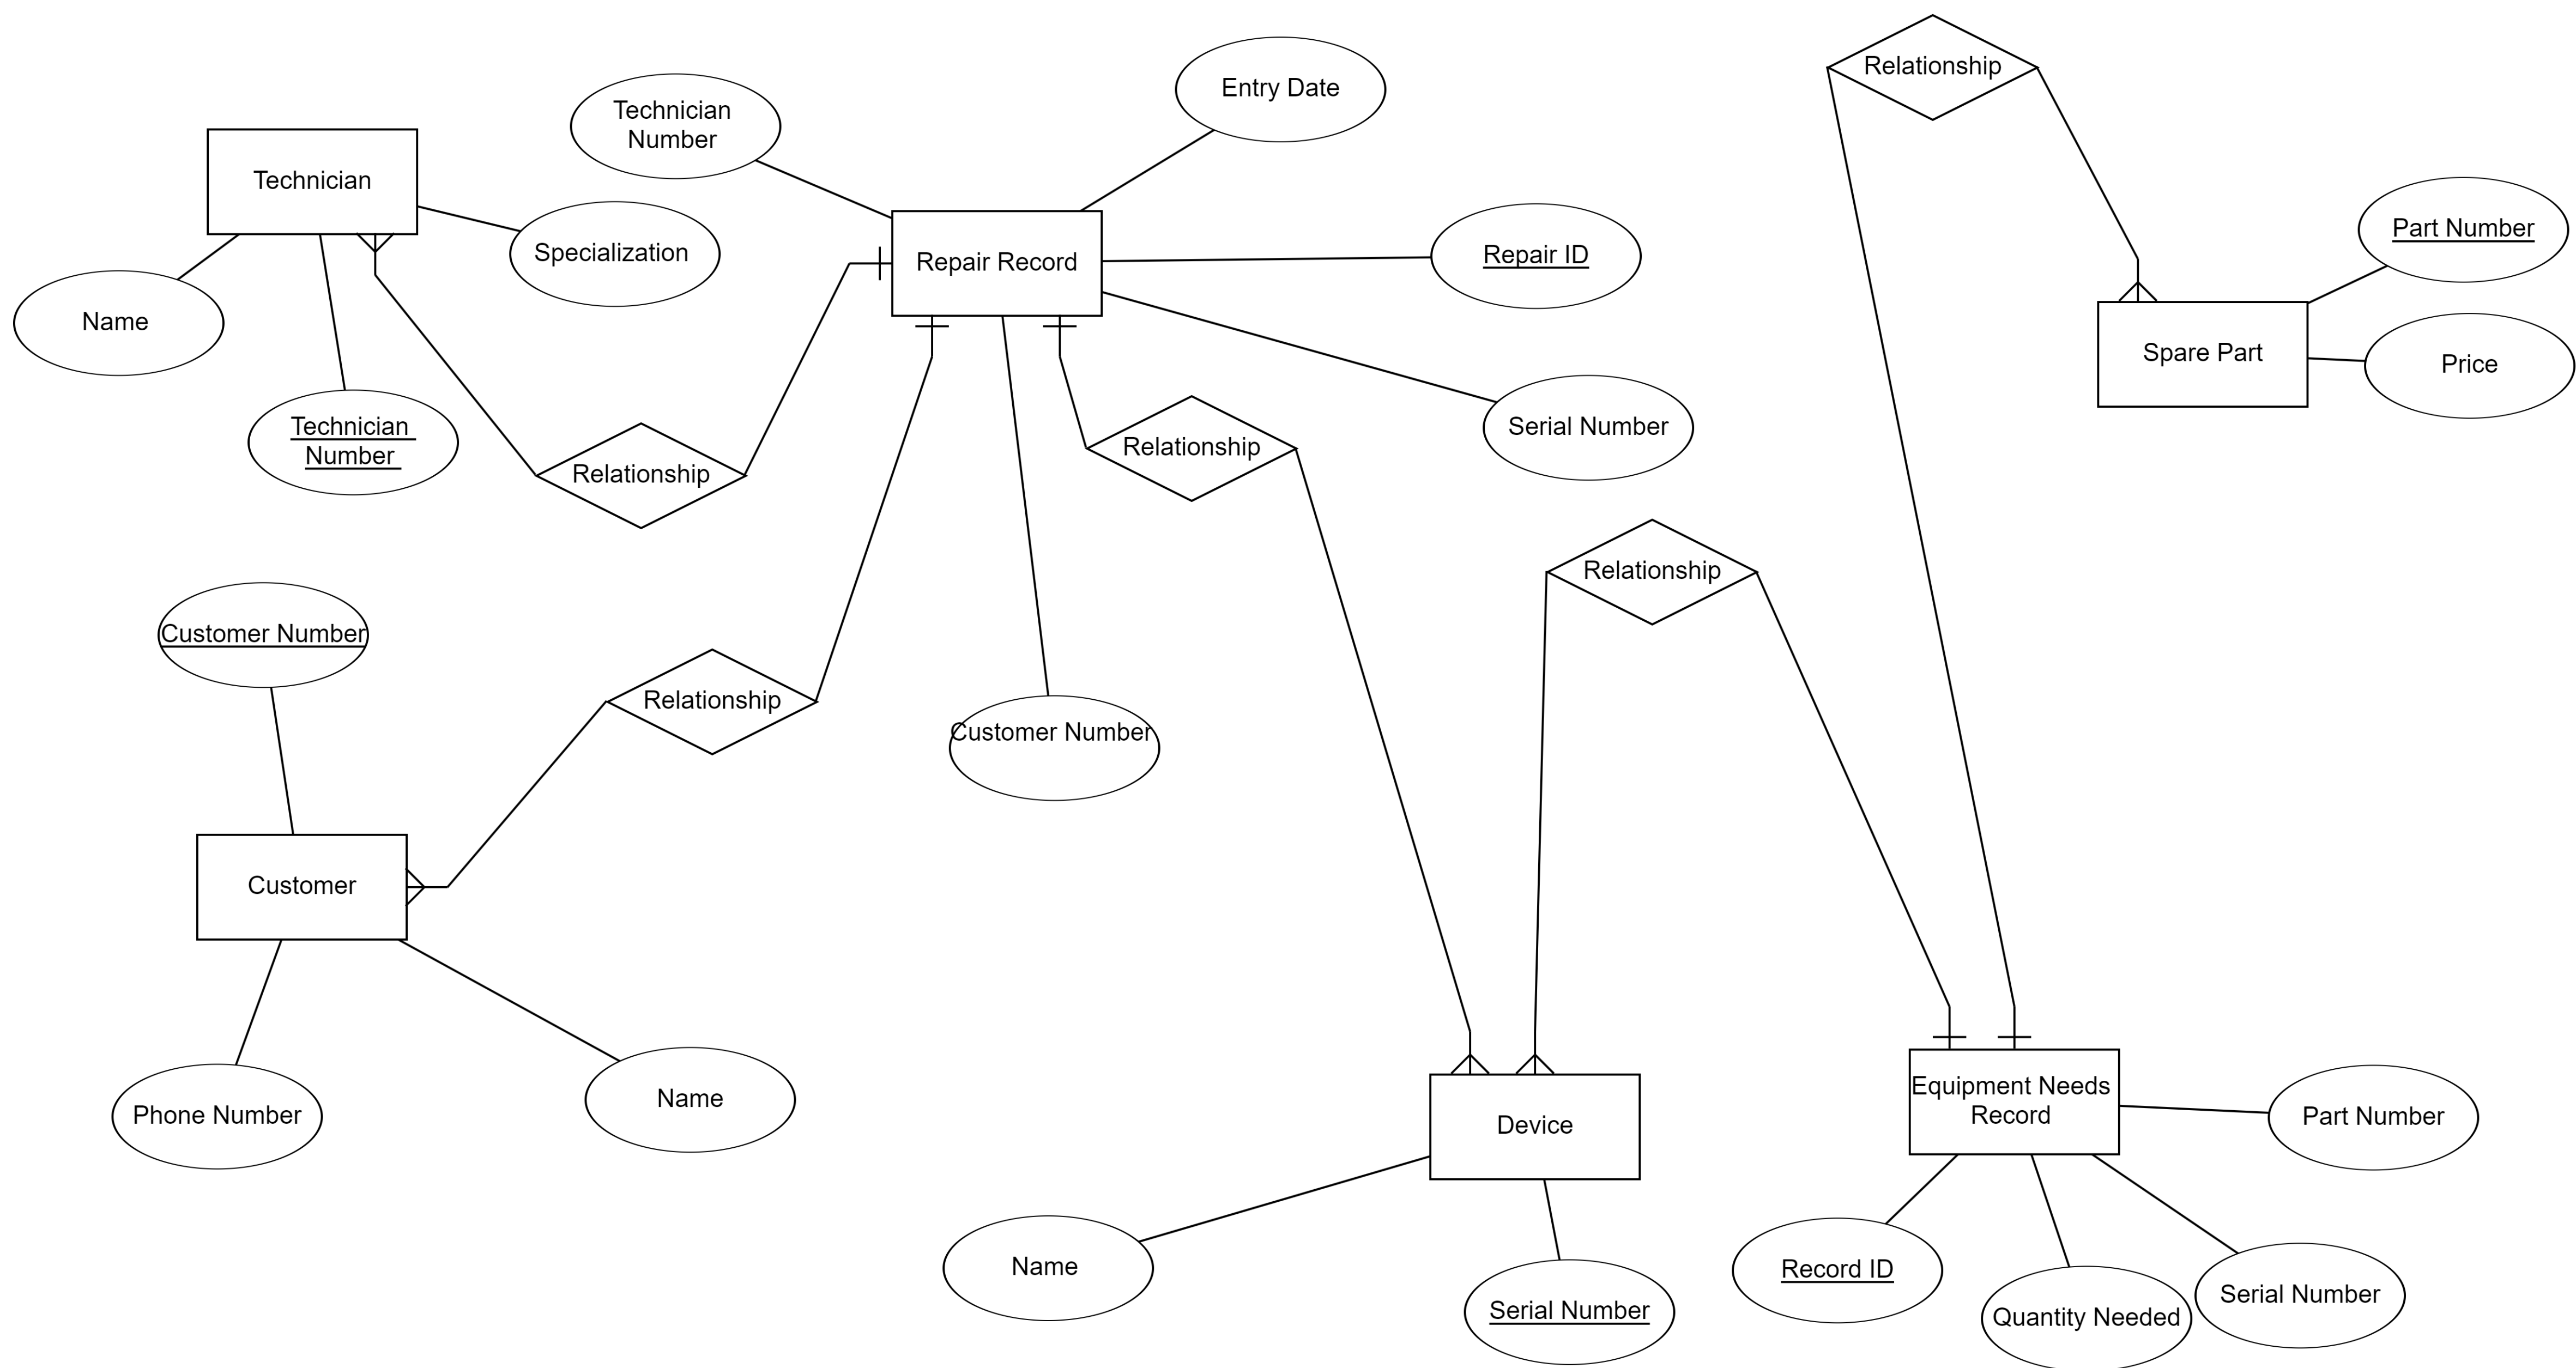 Relationship
Entry Date
Technician
Number
Technician
Repair Record
Specialization
Name
Repair ID
Part Number
Spare Part
Price
Technician
Number
Serial Number
Relationship
Relationship
Relationship
Customer Number
Relationship
Customer Number
Customer
Phone Number
Name
Device
Equipment Needs
Record
Part Number
Name
Serial Number
Record ID
Quantity Needed
Serial Number